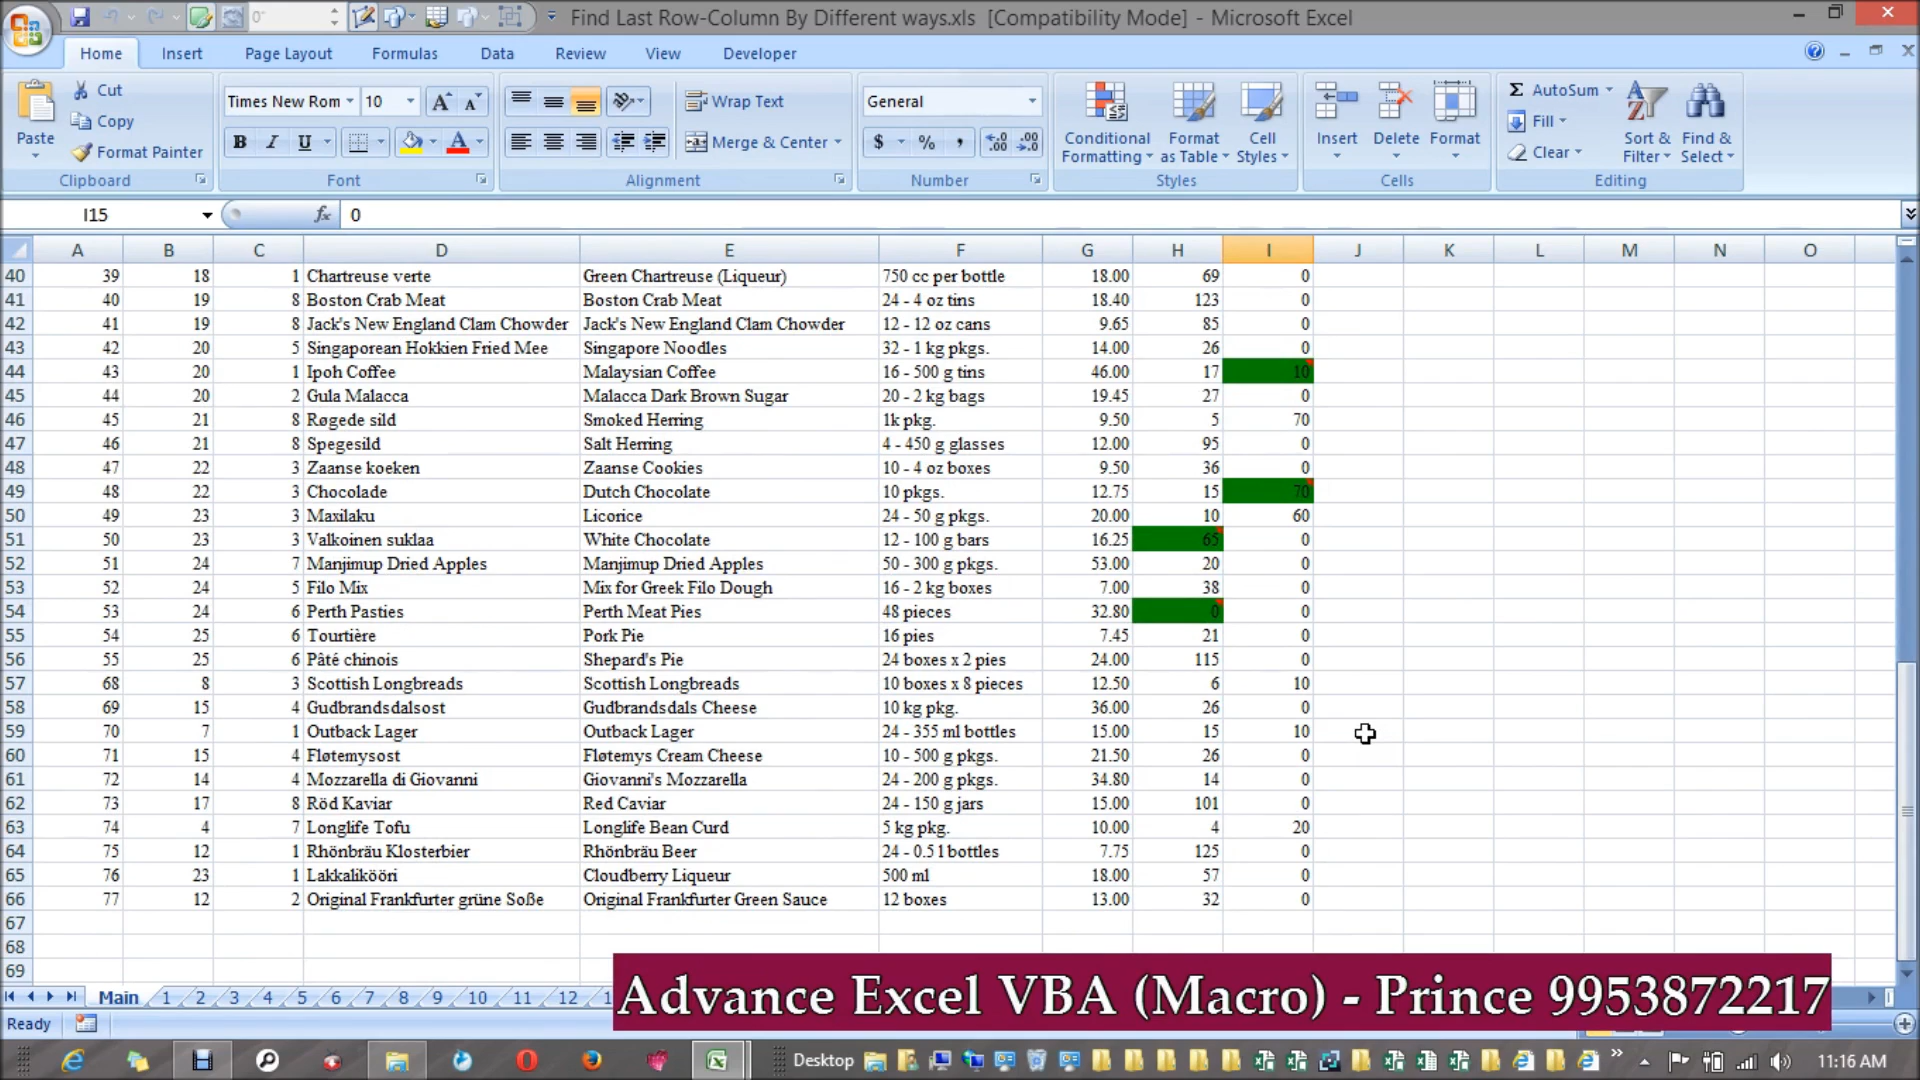 Find Last Row-Column By Different ways.xls [Compatibility Mode] - Microsoft Excel
Home Insert Page Layout Formulas Data Review View Developer
Paste Cut Copy Format Painter Clipboard
Times New Rom 10 B I U Font
Wrap Text Merge & Center Alignment
General $ % , Number
Conditional Formatting Format as Table Cell Styles Styles
Insert Delete Format Cells
Σ AutoSum Fill Clear Sort & Filter Find & Select Editing
I15 fx 0
A B C D E F G H I J K L M N O
40 39 18 1 Chartreuse verte Green Chartreuse (Liqueur) 750 cc per bottle 18.00 69 0
41 40 19 8 Boston Crab Meat Boston Crab Meat 24 - 4 oz tins 18.40 123 0
42 41 19 8 Jack's New England Clam Chowder Jack's New England Clam Chowder 12 - 12 oz cans 9.65 85 0
43 42 20 5 Singaporean Hokkien Fried Mee Singapore Noodles 32 - 1 kg pkgs. 14.00 26 0
44 43 20 1 Ipoh Coffee Malaysian Coffee 16 - 500 g tins 46.00 17 10
45 44 20 2 Gula Malacca Malacca Dark Brown Sugar 20 - 2 kg bags 19.45 27 0
46 45 21 8 Røgede sild Smoked Herring 1k pkg. 9.50 5 70
47 46 21 8 Spegesild Salt Herring 4 - 450 g glasses 12.00 95 0
48 47 22 3 Zaanse koeken Zaanse Cookies 10 - 4 oz boxes 9.50 36 0
49 48 22 3 Chocolade Dutch Chocolate 10 pkgs. 12.75 15 70
50 49 23 3 Maxilaku Licorice 24 - 50 g pkgs. 20.00 10 60
51 50 23 3 Valkoinen suklaa White Chocolate 12 - 100 g bars 16.25 65 0
52 51 24 7 Manjimup Dried Apples Manjimup Dried Apples 50 - 300 g pkgs. 53.00 20 0
53 52 24 5 Filo Mix Mix for Greek Filo Dough 16 - 2 kg boxes 7.00 38 0
54 53 24 6 Perth Pasties Perth Meat Pies 48 pieces 32.80 0 0
55 54 25 6 Tourtière Pork Pie 16 pies 7.45 21 0
56 55 25 6 Pâté chinois Shepard's Pie 24 boxes x 2 pies 24.00 115 0
57 68 8 3 Scottish Longbreads Scottish Longbreads 10 boxes x 8 pieces 12.50 6 10
58 69 15 4 Gudbrandsdalsost Gudbrandsdals Cheese 10 kg pkg. 36.00 26 0
59 70 7 1 Outback Lager Outback Lager 24 - 355 ml bottles 15.00 15 10
60 71 15 4 Fløtemysost Fløtemys Cream Cheese 10 - 500 g pkgs. 21.50 26 0
61 72 14 4 Mozzarella di Giovanni Giovanni's Mozzarella 24 - 200 g pkgs. 34.80 14 0
62 73 17 8 Röd Kaviar Red Caviar 24 - 150 g jars 15.00 101 0
63 74 4 7 Longlife Tofu Longlife Bean Curd 5 kg pkg. 10.00 4 20
64 75 12 1 Rhönbräu Klosterbier Rhönbräu Beer 24 - 0.5 l bottles 7.75 125 0
65 76 23 1 Lakkalikööri Cloudberry Liqueur 500 ml 18.00 57 0
66 77 12 2 Original Frankfurter grüne Soße Original Frankfurter Green Sauce 12 boxes 13.00 32 0
67
68
69
Main 1 2 3 4 5 6 7 8 9 10 11 12
Advance Excel VBA (Macro) - Prince 9953872217
Ready
Desktop 11:16 AM